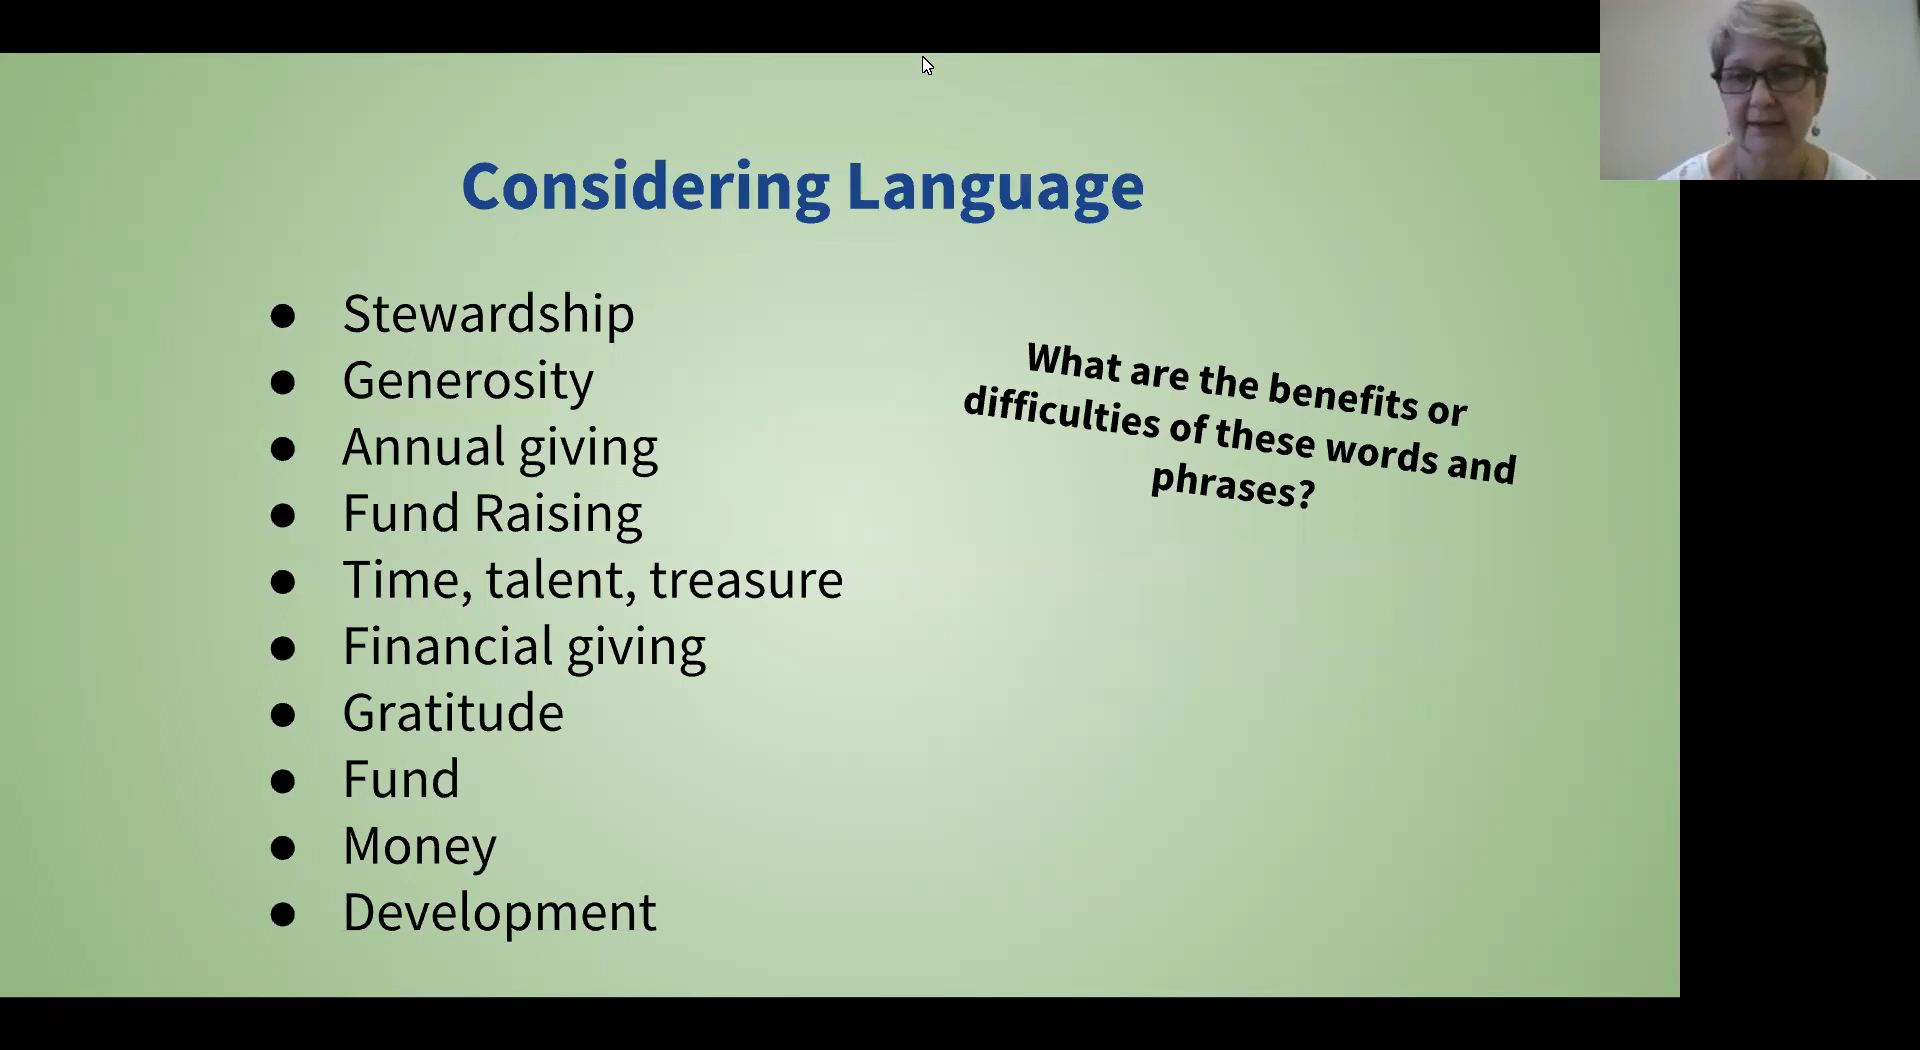 Considering Language
● Stewardship
● Generosity
● Annual giving
● Fund Raising
● Time, talent, treasure
● Financial giving
● Gratitude
● Fund
● Money
● Development
What are the benefits or
difficulties of these words and
phrases?